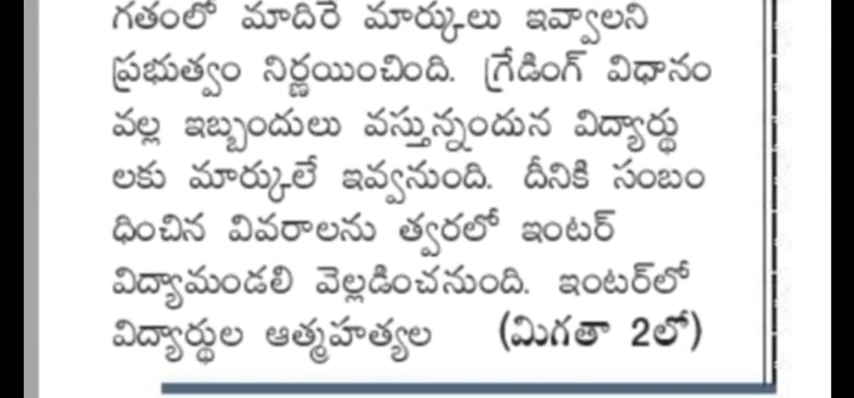 గతంలో మాదిరే మార్కులు ఇవ్వాలని
ప్రభుత్వం నిర్ణయించింది. గ్రేడింగ్ విధానం
వల్ల ఇబ్బందులు వస్తున్నందున విద్యార్థు
లకు మార్కులే ఇవ్వనుంది. దీనికి సంబం
ధించిన వివరాలను త్వరలో ఇంటర్
విద్యామండలి వెల్లడించనుంది. ఇంటర్‌లో
విద్యార్థుల ఆత్మహత్యల (మిగతా 2లో)